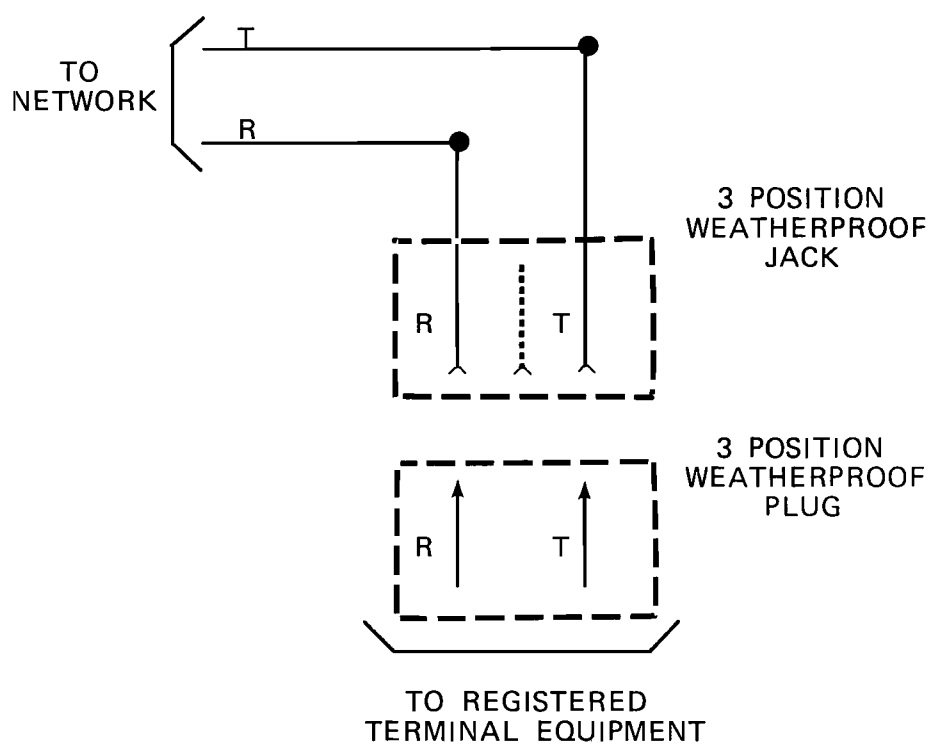 T
TO
NETWORK
R
3 POSITION
WEATHERPROOF
JACK
R
T
3 POSITION
WEATHERPROOF
PLUG
R
T
TO REGISTERED
TERMINAL EQUIPMENT